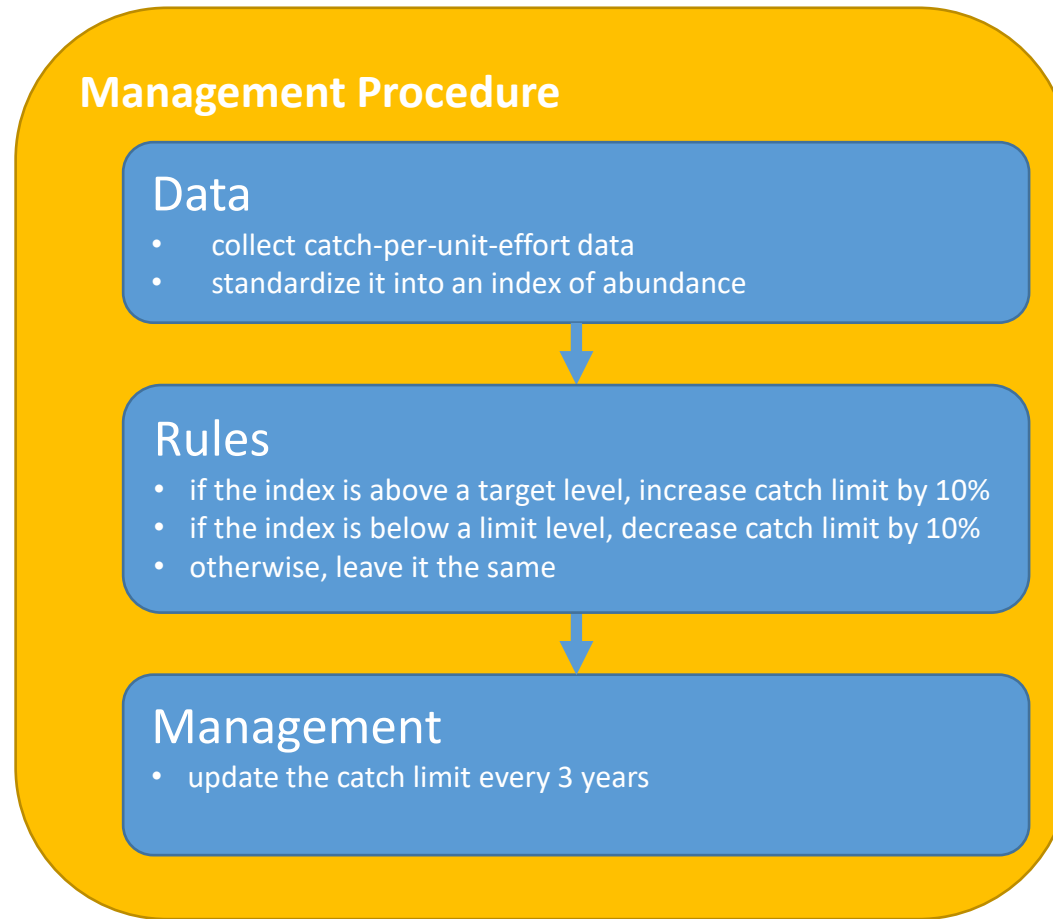 Management Procedure
Data
• collect catch-per-unit-effort data
• standardize it into an index of abundance
Rules
• if the index is above a target level, increase catch limit by 10%
• if the index is below a limit level, decrease catch limit by 10%
• otherwise, leave it the same
Management
• update the catch limit every 3 years